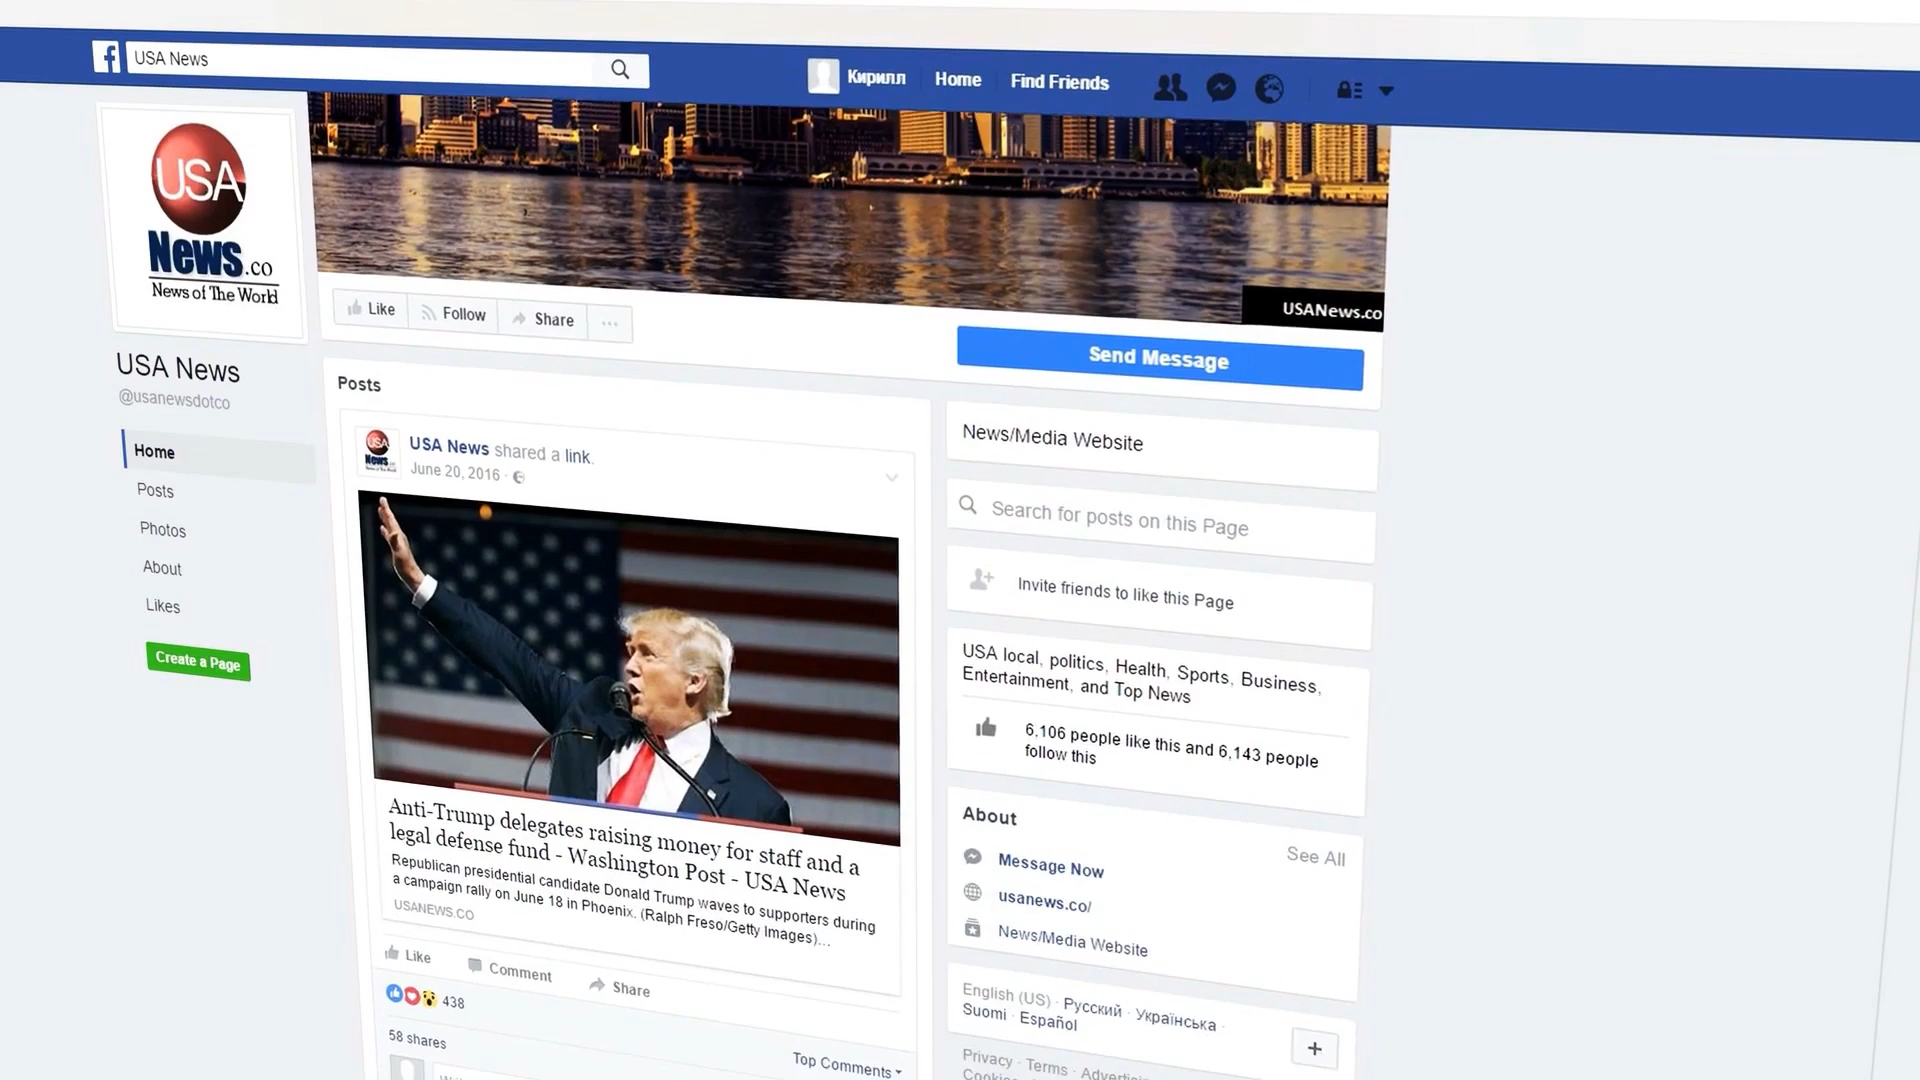 USA News
Кирилл
Home
Find Friends
USA
News.co
News of The World
USANews.co
Like
Follow
Share
Send Message
USA News
@usanewsdotco
Home
Posts
Photos
About
Likes
Create a Page
Posts
USA
News
USA News shared a link.
June 20, 2016
Anti-Trump delegates raising money for staff and a
legal defense fund - Washington Post - USA News
Republican presidential candidate Donald Trump waves to supporters during
a campaign rally on June 18 in Phoenix. (Ralph Freso/Getty Images)...
USANEWS.CO
Like
Comment
Share
438
58 shares
Top Comments
News/Media Website
Search for posts on this Page
Invite friends to like this Page
USA local, politics, Health, Sports, Business,
Entertainment, and Top News
6,106 people like this and 6,143 people
follow this
About
See All
Message Now
usanews.co/
News/Media Website
English (US) · Русский · Українська ·
Suomi · Español
+
Privacy · Terms ·